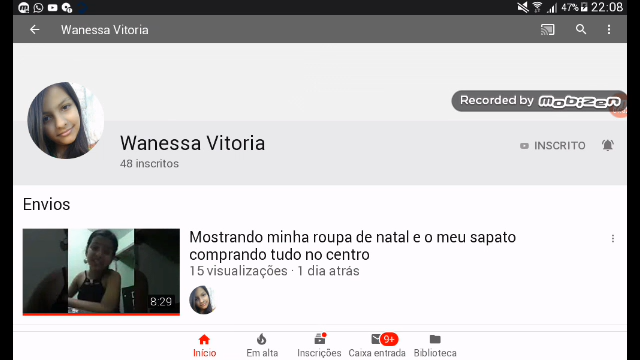 47% 22:08
Wanessa Vitoria
Recorded by mobizen
Wanessa Vitoria
48 inscritos
INSCRITO
Envios
Mostrando minha roupa de natal e o meu sapato
comprando tudo no centro
15 visualizações · 1 dia atrás
8:29
9+
Início Em alta Inscrições Caixa entrada Biblioteca